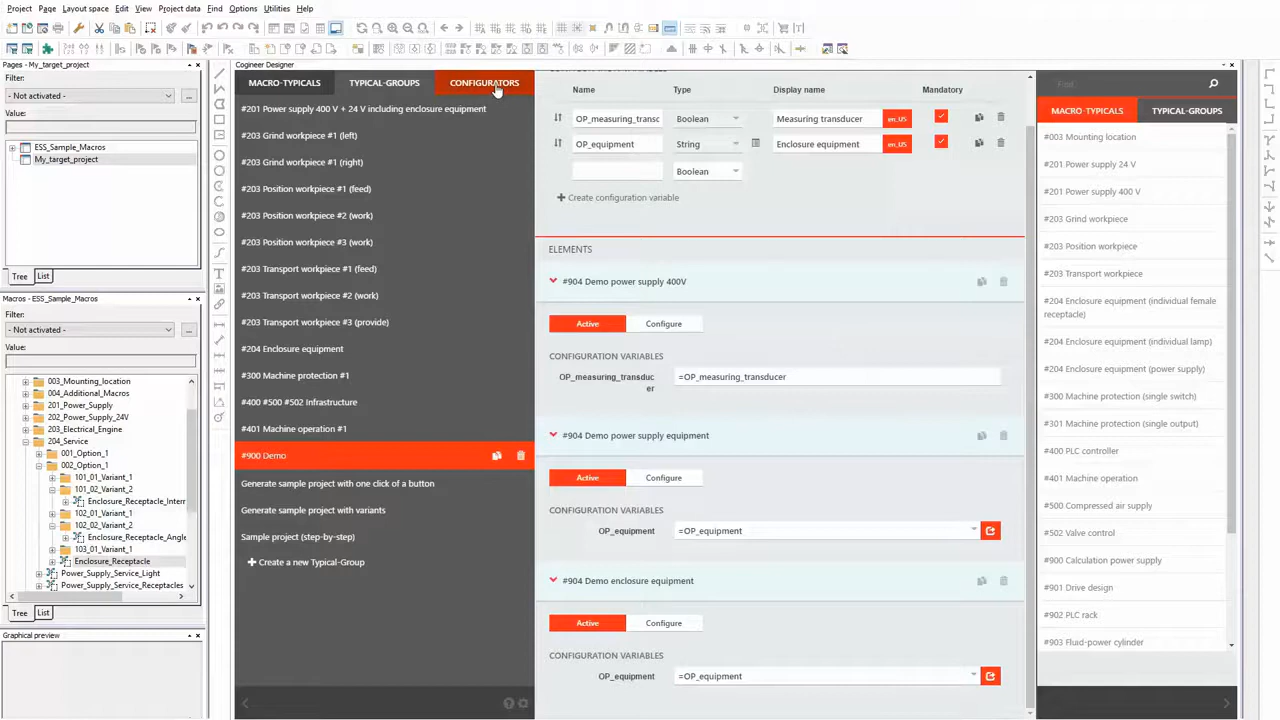 Project Page Layout space Edit View Project data Find Options Utilities Help
Pages - My_target_project
Filter:
- Not activated -
...
Value:
ESS_Sample_Macros
My_target_project
Tree List
Macros - ESS_Sample_Macros
Filter:
- Not activated -
...
Value:
003_Mounting_location
004_Additional_Macros
201_Power_Supply
202_Power_Supply_24V
203_Electrical_Engine
204_Service
001_Option_1
002_Option_1
101_01_Variant_1
101_02_Variant_2
Enclosure_Receptacle_Intern
102_01_Variant_1
102_02_Variant_2
Enclosure_Receptacle_Angle
103_01_Variant_1
Enclosure_Receptacle
Power_Supply_Service_Light
Power_Supply_Service_Receptacles
Tree List
Graphical preview
Cogineer Designer
MACRO-TYPICALS TYPICAL-GROUPS CONFIGURATORS
#201 Power supply 400 V + 24 V including enclosure equipment
#203 Grind workpiece #1 (left)
#203 Grind workpiece #1 (right)
#203 Position workpiece #1 (feed)
#203 Position workpiece #2 (work)
#203 Position workpiece #3 (work)
#203 Transport workpiece #1 (feed)
#203 Transport workpiece #2 (work)
#203 Transport workpiece #3 (provide)
#204 Enclosure equipment
#300 Machine protection #1
#400 #500 #502 Infrastructure
#401 Machine operation #1
#900 Demo
Generate sample project with one click of a button
Generate sample project with variants
Sample project (step-by-step)
Create a new Typical-Group
Name Type Display name Mandatory
OP_measuring_transc Boolean Measuring transducer en_US
OP_equipment String Enclosure equipment en_US
Boolean
Create configuration variable
ELEMENTS
#904 Demo power supply 400V
Active Configure
CONFIGURATION VARIABLES
OP_measuring_transduc
er
=OP_measuring_transducer
#904 Demo power supply equipment
Active Configure
CONFIGURATION VARIABLES
OP_equipment =OP_equipment
#904 Demo enclosure equipment
Active Configure
CONFIGURATION VARIABLES
OP_equipment =OP_equipment
Find
MACRO-TYPICALS TYPICAL-GROUPS
#003 Mounting location
#201 Power supply 24 V
#201 Power supply 400 V
#203 Grind workpiece
#203 Position workpiece
#203 Transport workpiece
#204 Enclosure equipment (individual female
receptacle)
#204 Enclosure equipment (individual lamp)
#204 Enclosure equipment (power supply)
#300 Machine protection (single switch)
#301 Machine protection (single output)
#400 PLC controller
#401 Machine operation
#500 Compressed air supply
#502 Valve control
#900 Calculation power supply
#901 Drive design
#902 PLC rack
#903 Fluid-power cylinder